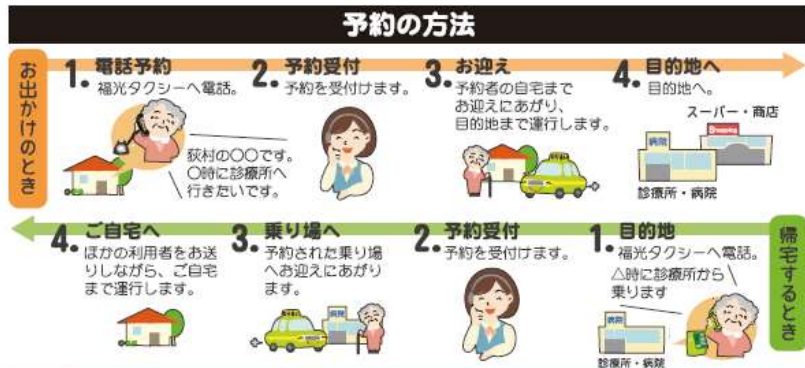 予約の方法
お出かけのとき
1. 電話予約
福光タクシーへ電話。
荻村の〇〇です。
〇時に診療所へ
行きたいです。
2. 予約受付
予約を受付けます。
3. お迎え
予約者の自宅まで
お迎えにあがり、
目的地まで運行します。
4. 目的地へ
目的地へ。
スーパー・商店
病院
診療所・病院
帰宅するとき
1. 目的地
福光タクシーへ電話。
△時に診療所から
乗ります
病院
診療所・病院
2. 予約受付
予約を受付けます。
3. 乗り場へ
予約された乗り場
へお迎えにあがり
ます。
病院
4. ご自宅へ
ほかの利用者をお送
りしながら、ご自宅
まで運行します。